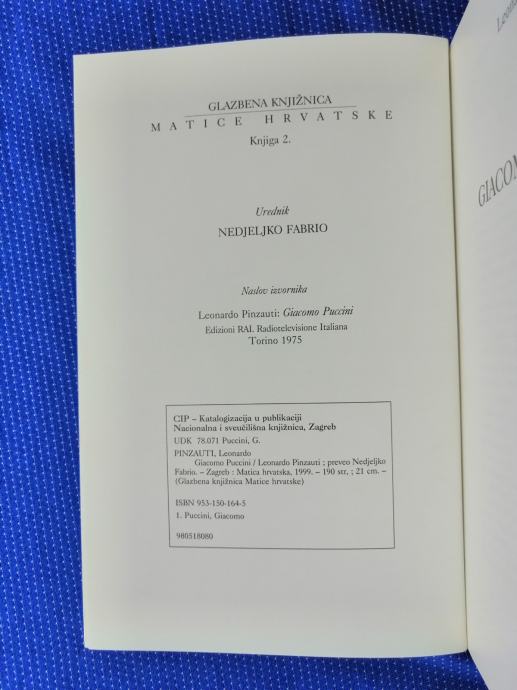 GLAZBENA KNJIŽNICA
MATICE HRVATSKE
Knjiga 2.
Urednik
NEDJELJKO FABRIO
Naslov izvornika
Leonardo Pinzauti: Giacomo Puccini
Edizioni RAI. Radiotelevisione Italiana
Torino 1975
CIP – Katalogizacija u publikaciji
Nacionalna i sveučilišna knjižnica, Zagreb
UDK 78.071 Puccini, G.
PINZAUTI, Leonardo
Giacomo Puccini / Leonardo Pinzauti ; preveo Nedjeljko
Fabrio. – Zagreb : Matica hrvatska, 1999. – 190 str, ; 21 cm. –
(Glazbena knjižnica Matice hrvatske)
ISBN 953-150-164-5
1. Puccini, Giacomo
980518080